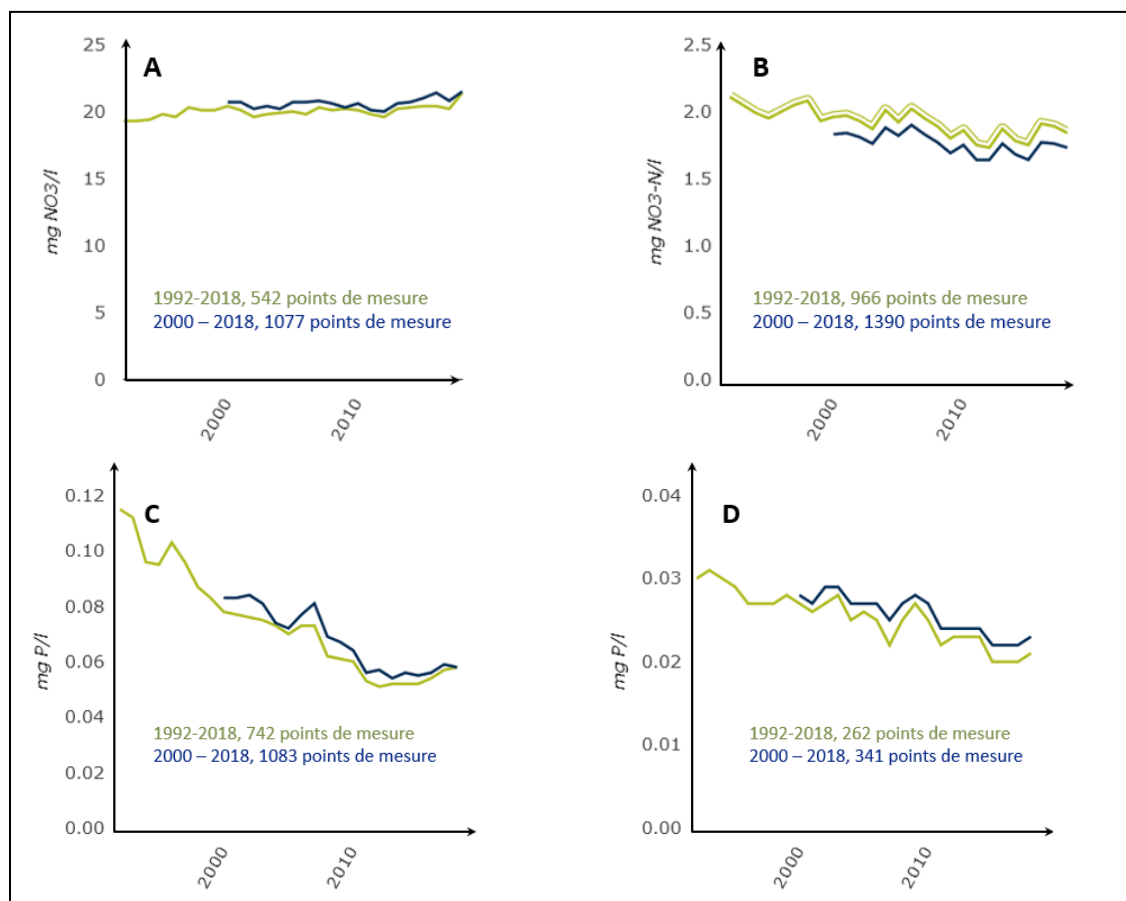 A
mg NO3/l
25
20
15
10
5
0
1992-2018, 542 points de mesure
2000 – 2018, 1077 points de mesure
2000
2010
B
mg NO3-N/l
2.5
2.0
1.5
1.0
0.5
0.0
1992-2018, 966 points de mesure
2000 – 2018, 1390 points de mesure
2000
2010
C
mg P/l
0.12
0.10
0.08
0.06
0.04
0.02
0.00
1992-2018, 742 points de mesure
2000 – 2018, 1083 points de mesure
2000
2010
D
mg P/l
0.04
0.03
0.02
0.01
0.00
1992-2018, 262 points de mesure
2000 – 2018, 341 points de mesure
2000
2010